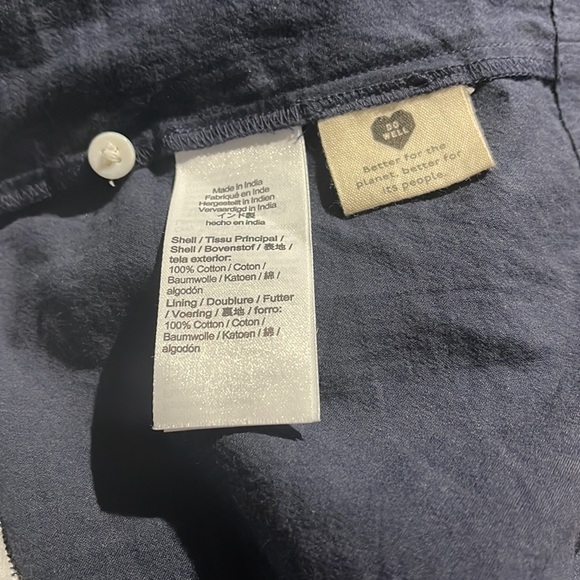 Made in India
Fabriqué en Inde
Hergestellt in Indien
Vervaardigd in India
インド製
hecho en India
Shell / Tissu Principal /
Shell / Bovenstof / 表地 /
tela exterior:
100% Cotton / Coton /
Baumwolle / Katoen / 綿 /
algodón
Lining / Doublure / Futter
/ Voering / 裏地 / forro:
100% Cotton / Coton /
Baumwolle / Katoen / 綿 /
algodón
DO
WELL
Better for the
planet, better for
its people.